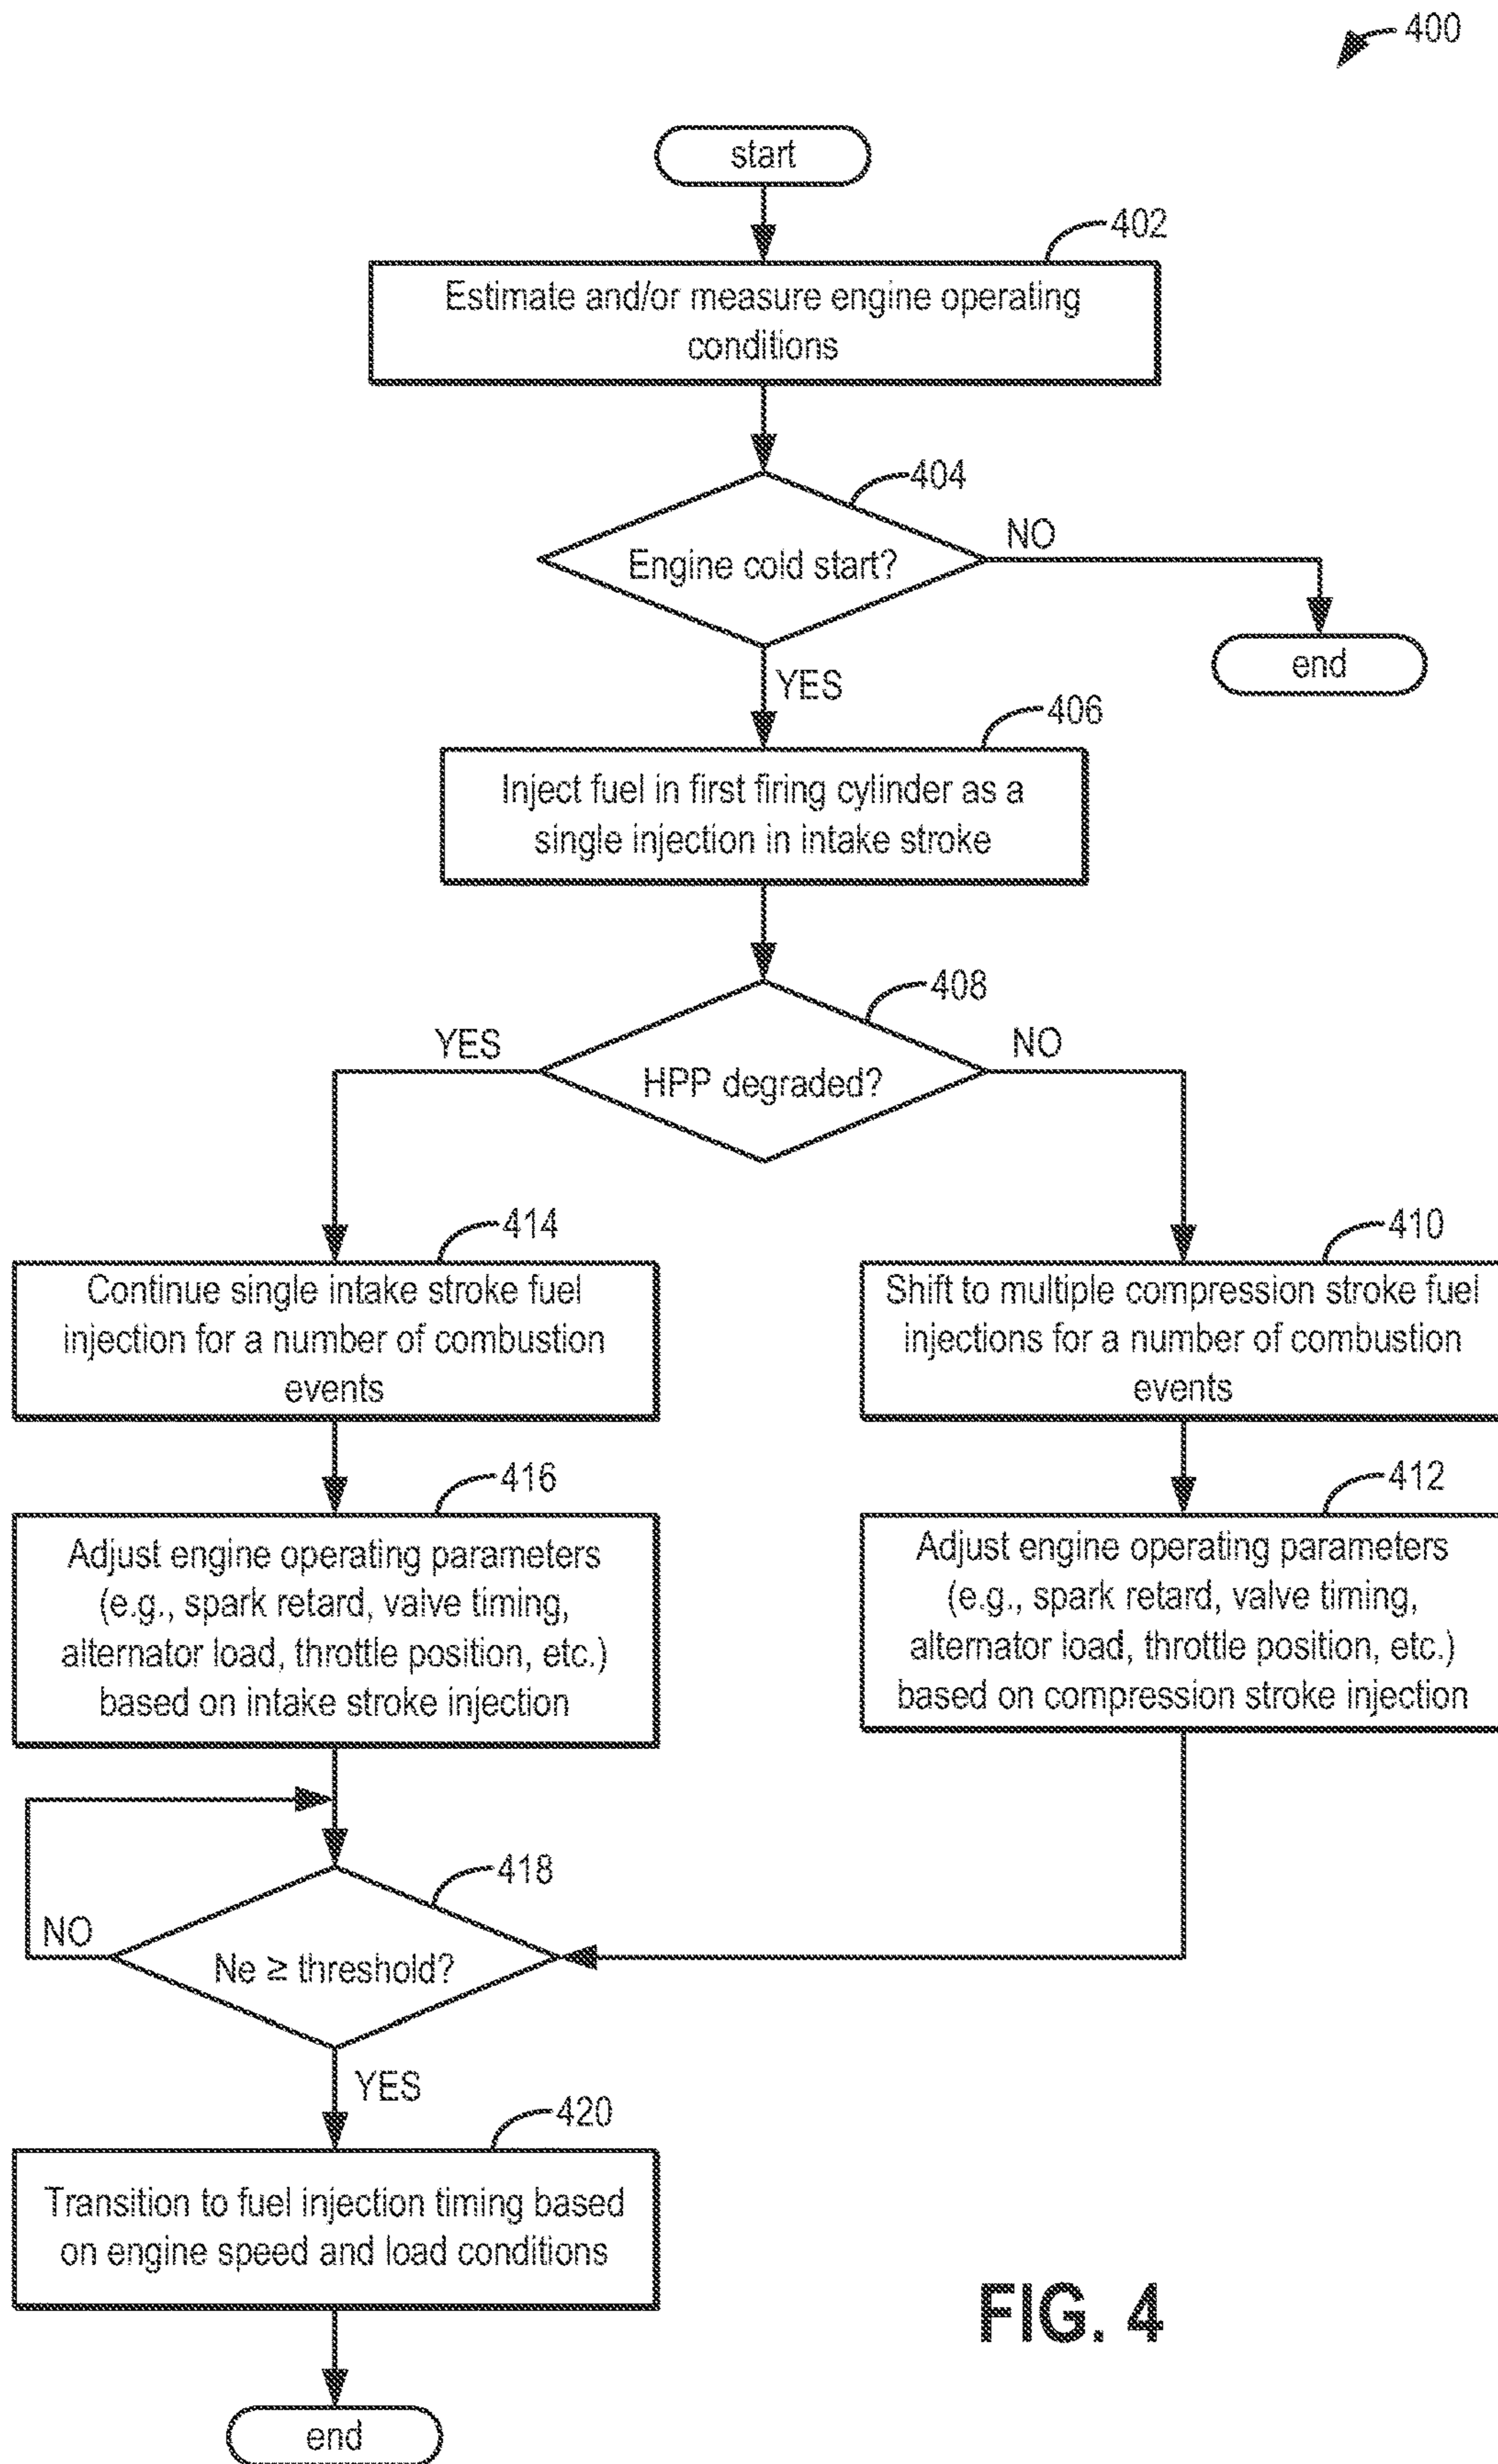 400
start
402
Estimate and/or measure engine operating
conditions
404
Engine cold start?
NO
end
YES
406
Inject fuel in first firing cylinder as a
single injection in intake stroke
408
YES
HPP degraded?
NO
414
Continue single intake stroke fuel
injection for a number of combustion
events
410
Shift to multiple compression stroke fuel
injections for a number of combustion
events
416
Adjust engine operating parameters
(e.g., spark retard, valve timing,
alternator load, throttle position, etc.)
based on intake stroke injection
412
Adjust engine operating parameters
(e.g., spark retard, valve timing,
alternator load, throttle position, etc.)
based on compression stroke injection
418
NO
Ne ≥ threshold?
YES
420
Transition to fuel injection timing based
on engine speed and load conditions
end
FIG. 4